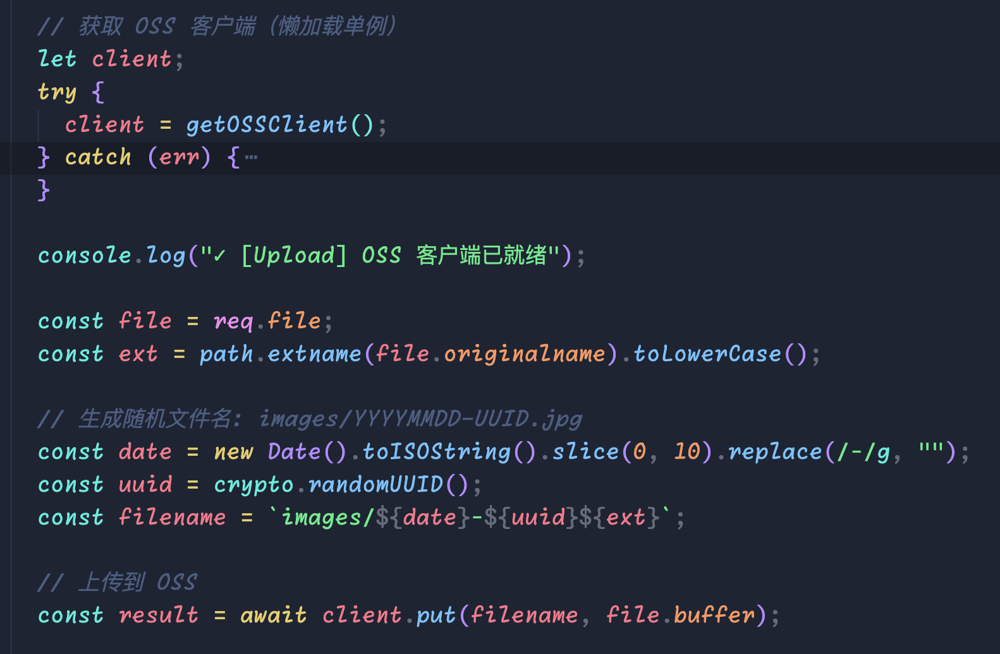 // 获取 OSS 客户端（懒加载单例）
let client;
try {
  client = getOSSClient();
} catch (err) {⋯
}
console.log("✓ [Upload] OSS 客户端已就绪");
const file = req.file;
const ext = path.extname(file.originalname).toLowerCase();
// 生成随机文件名: images/YYYYMMDD-UUID.jpg
const date = new Date().toISOString().slice(0, 10).replace(/-/g, "");
const uuid = crypto.randomUUID();
const filename = `images/${date}-${uuid}${ext}`;
// 上传到 OSS
const result = await client.put(filename, file.buffer);